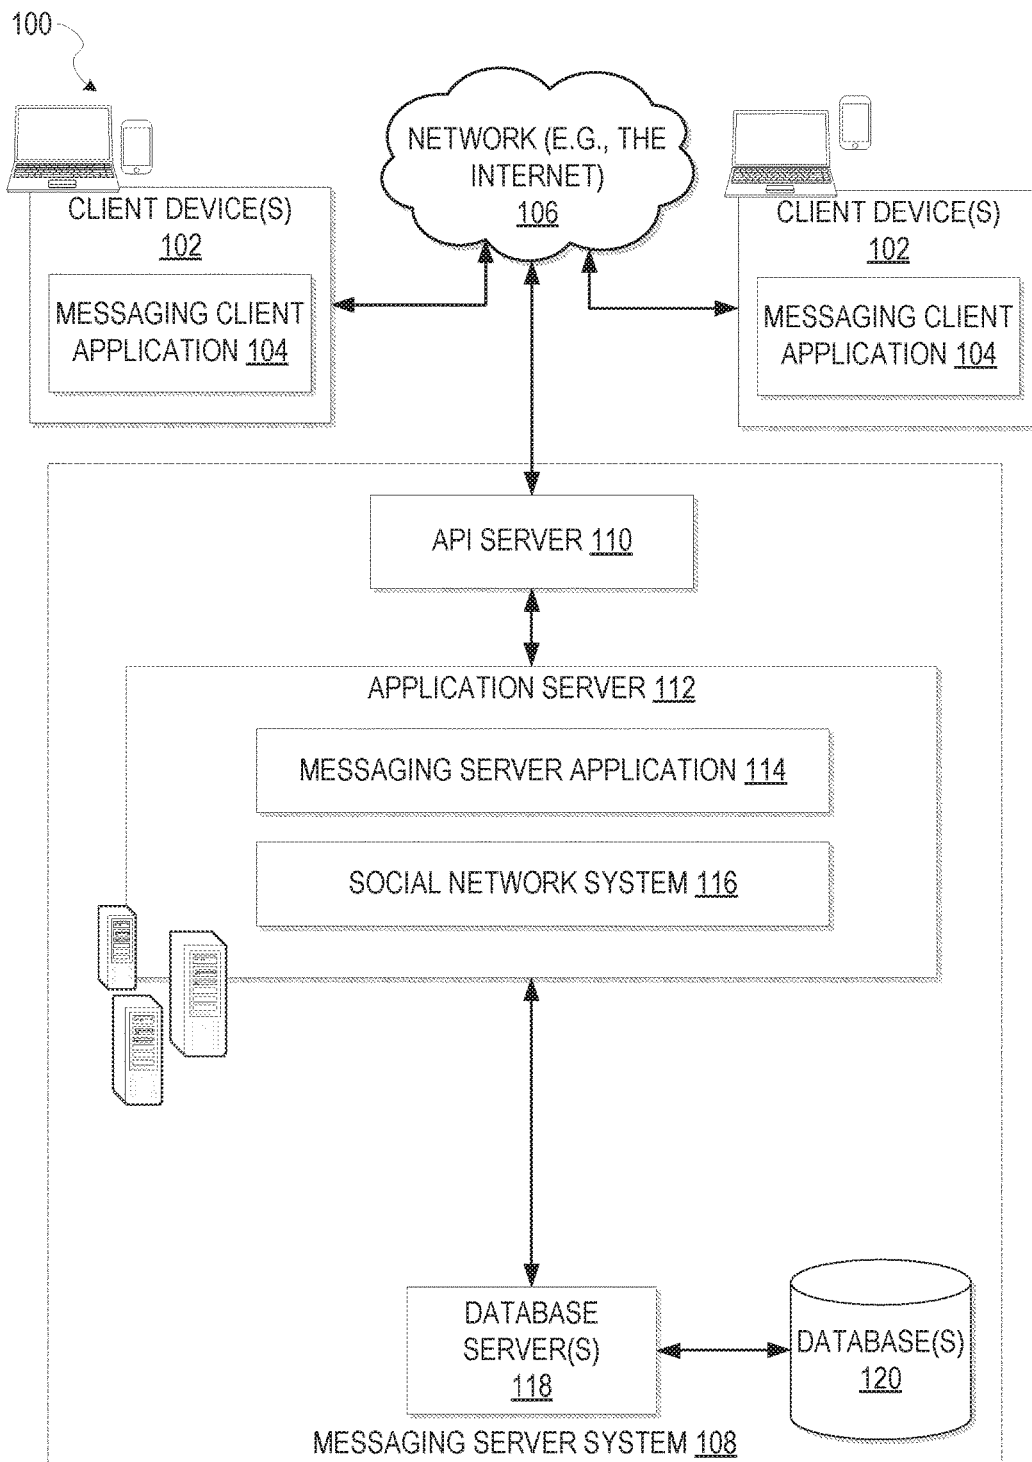 100
NETWORK (E.G., THE
INTERNET)
106
CLIENT DEVICE(S)
102
MESSAGING CLIENT
APPLICATION 104
CLIENT DEVICE(S)
102
MESSAGING CLIENT
APPLICATION 104
API SERVER 110
APPLICATION SERVER 112
MESSAGING SERVER APPLICATION 114
SOCIAL NETWORK SYSTEM 116
DATABASE
SERVER(S)
118
DATABASE(S)
120
MESSAGING SERVER SYSTEM 108